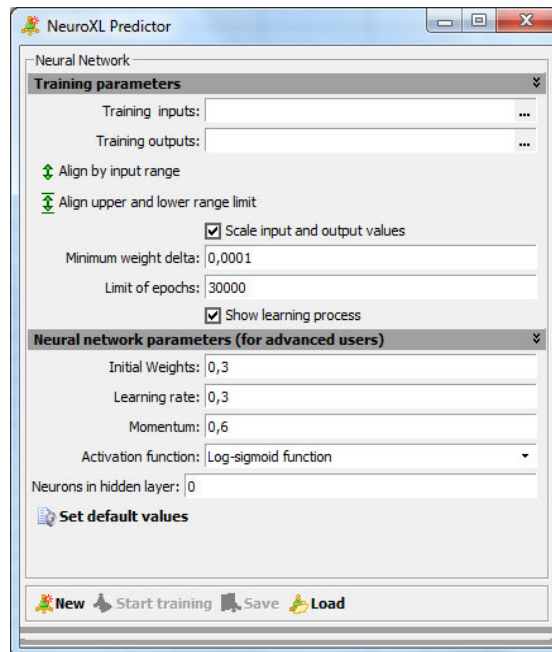 NeuroXL Predictor
Neural Network
Training parameters
Training inputs: ...
Training outputs: ...
Align by input range
Align upper and lower range limit
Scale input and output values
Minimum weight delta: 0,0001
Limit of epochs: 30000
Show learning process
Neural network parameters (for advanced users)
Initial Weights: 0,3
Learning rate: 0,3
Momentum: 0,6
Activation function: Log-sigmoid function
Neurons in hidden layer: 0
Set default values
New Start training Save Load